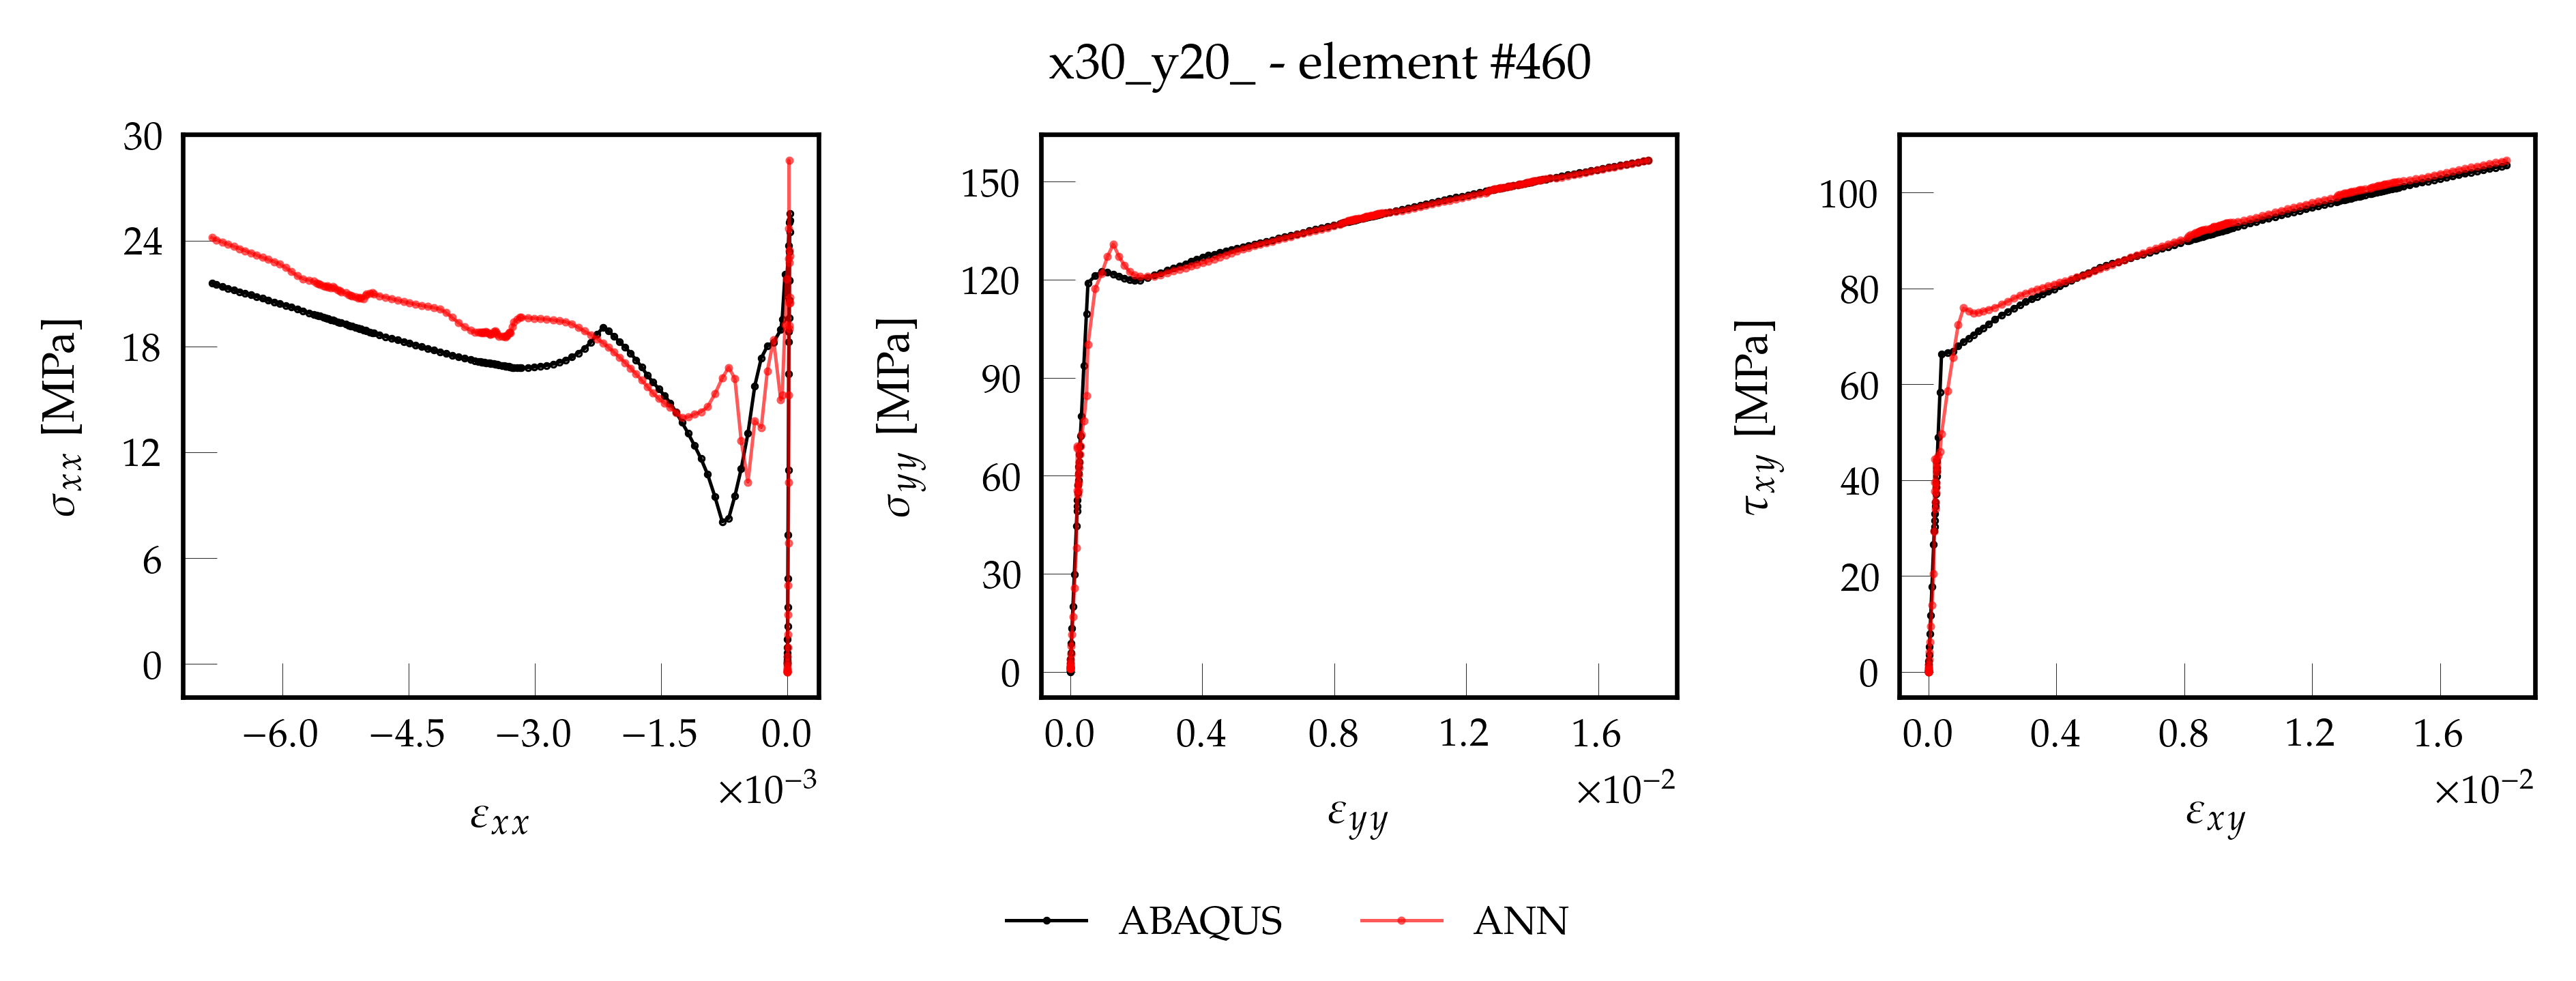 x30_y20_ - element #460
σxx [MPa]
30
24
18
12
6
0
−6.0 −4.5 −3.0 −1.5 0.0
×10−3
εxx
σyy [MPa]
150
120
90
60
30
0
0.0 0.4 0.8 1.2 1.6
×10−2
εyy
τxy [MPa]
100
80
60
40
20
0
0.0 0.4 0.8 1.2 1.6
×10−2
εxy
ABAQUS ANN